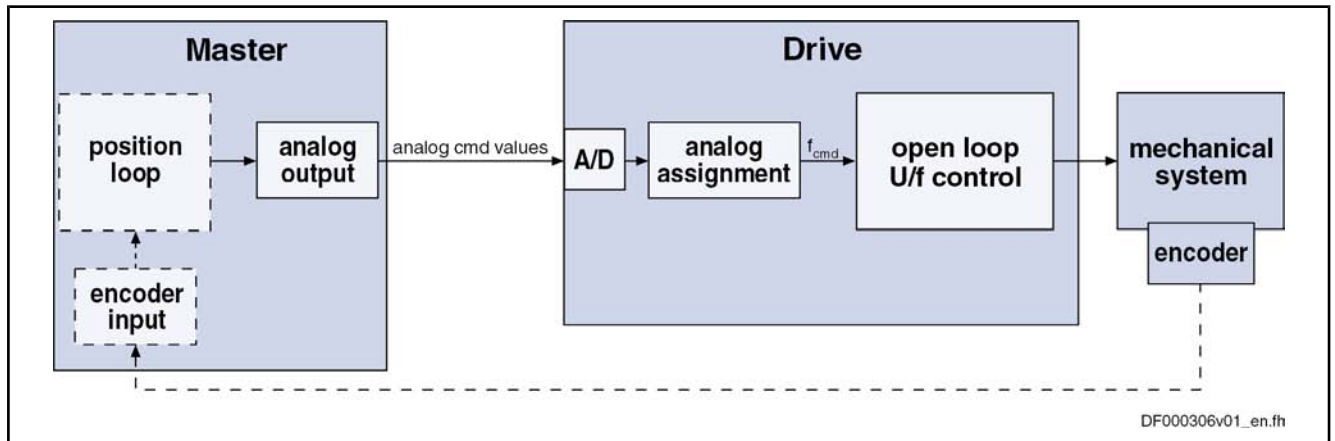 Master
position
loop
analog
output
encoder
input
analog cmd values
Drive
A/D
analog
assignment
fcmd
open loop
U/f control
mechanical
system
encoder
DF000306v01_en.fh